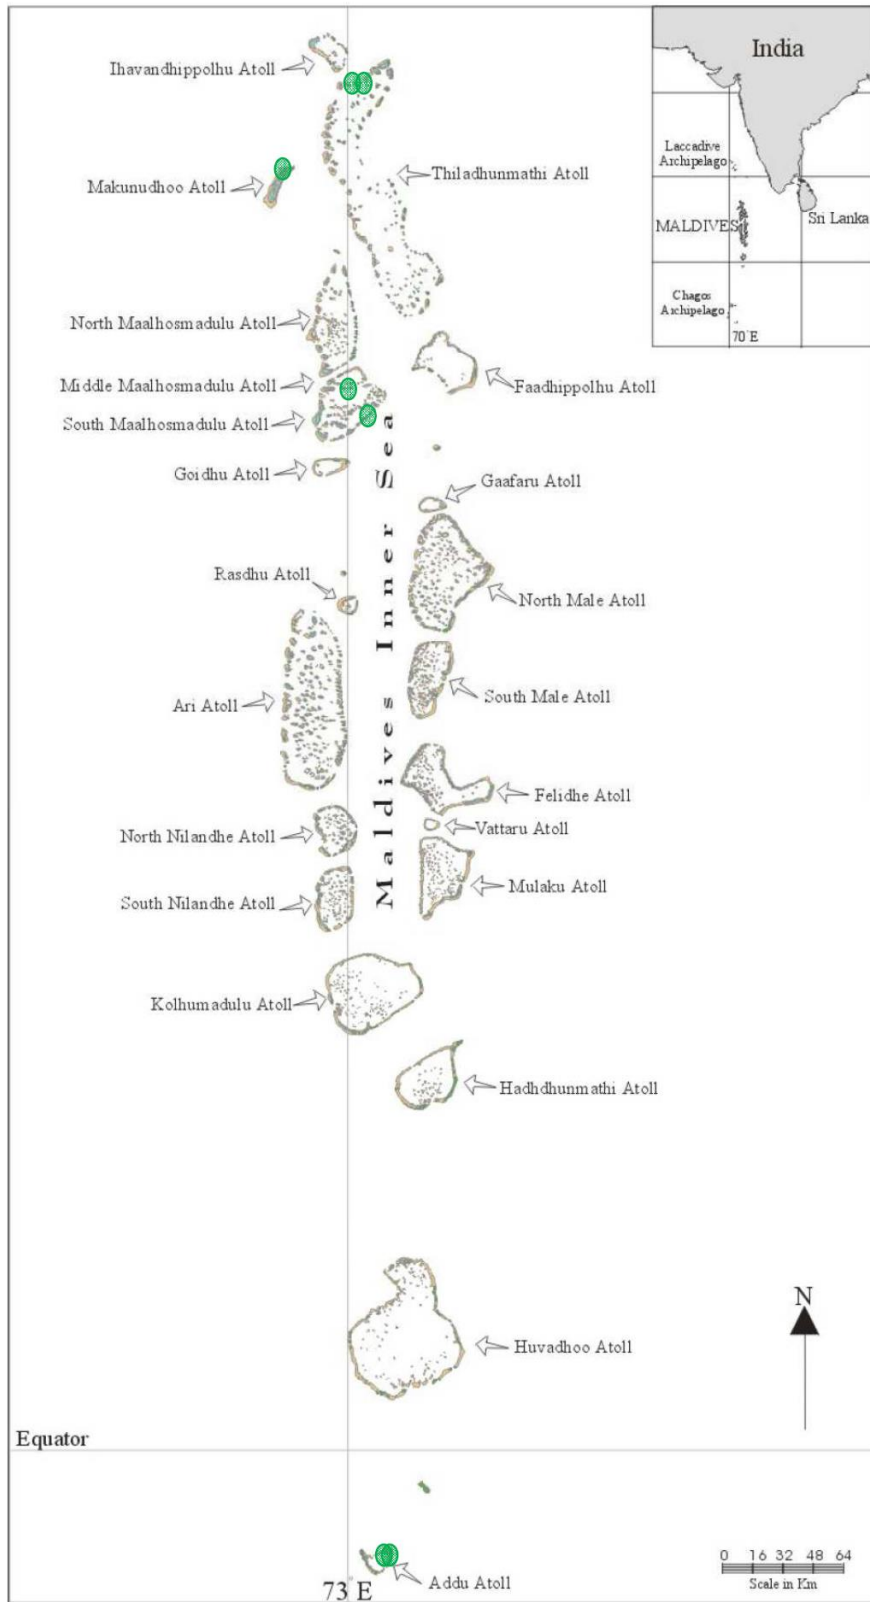 India
Ihavandhippolhu Atoll
Laccadive
Archipelago
Thiladhunmathi Atoll
Makunudhoo Atoll
Sri Lanka
MALDIVES
Chagos
Archipelago
70°E
North Maalhosmadulu Atoll
Middle Maalhosmadulu Atoll
Faadhippolhu Atoll
South Maalhosmadulu Atoll
Goidhu Atoll
Gaafaru Atoll
Maldives Inner Sea
Rasdhu Atoll
North Male Atoll
South Male Atoll
Ari Atoll
Felidhe Atoll
North Nilandhe Atoll
Vattaru Atoll
Mulaku Atoll
South Nilandhe Atoll
Kolhumadulu Atoll
Hadhdhunmathi Atoll
N
Huvadhoo Atoll
Equator
0 16 32 48 64
Scale in Km
Addu Atoll
73°E